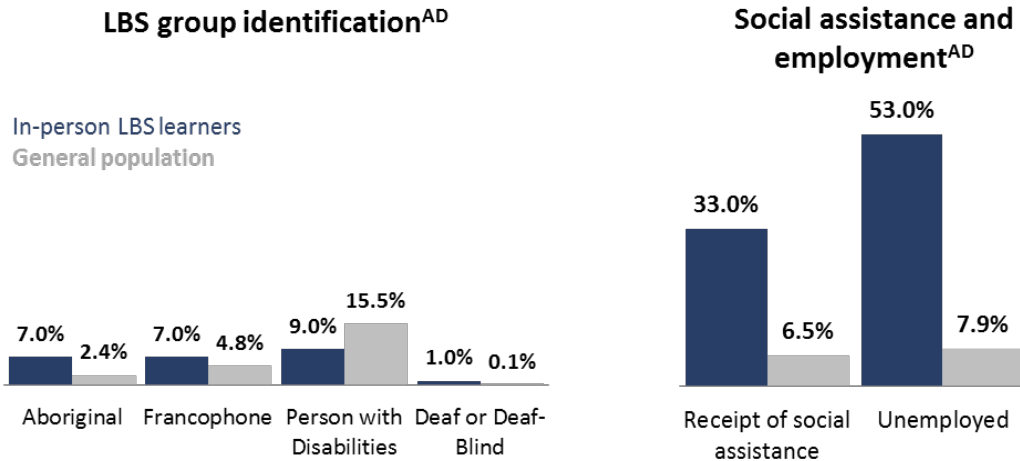 LBS group identificationAD
In-person LBS learners
General population
7.0%
2.4%
7.0%
4.8%
9.0%
15.5%
1.0%
0.1%
Aboriginal
Francophone
Person with
Disabilities
Deaf or Deaf-
Blind
Social assistance and
employmentAD
33.0%
6.5%
53.0%
7.9%
Receipt of social
assistance
Unemployed